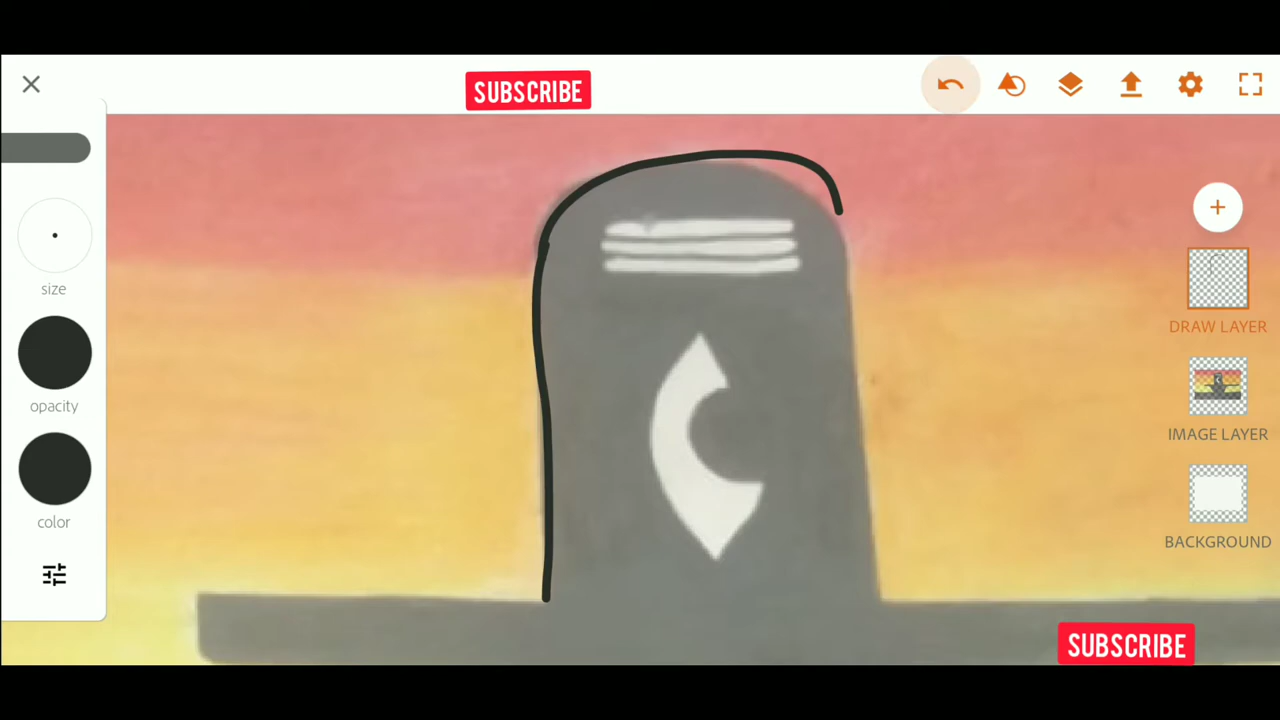 SUBSCRIBE
size
opacity
color
DRAW LAYER
IMAGE LAYER
BACKGROUND
SUBSCRIBE